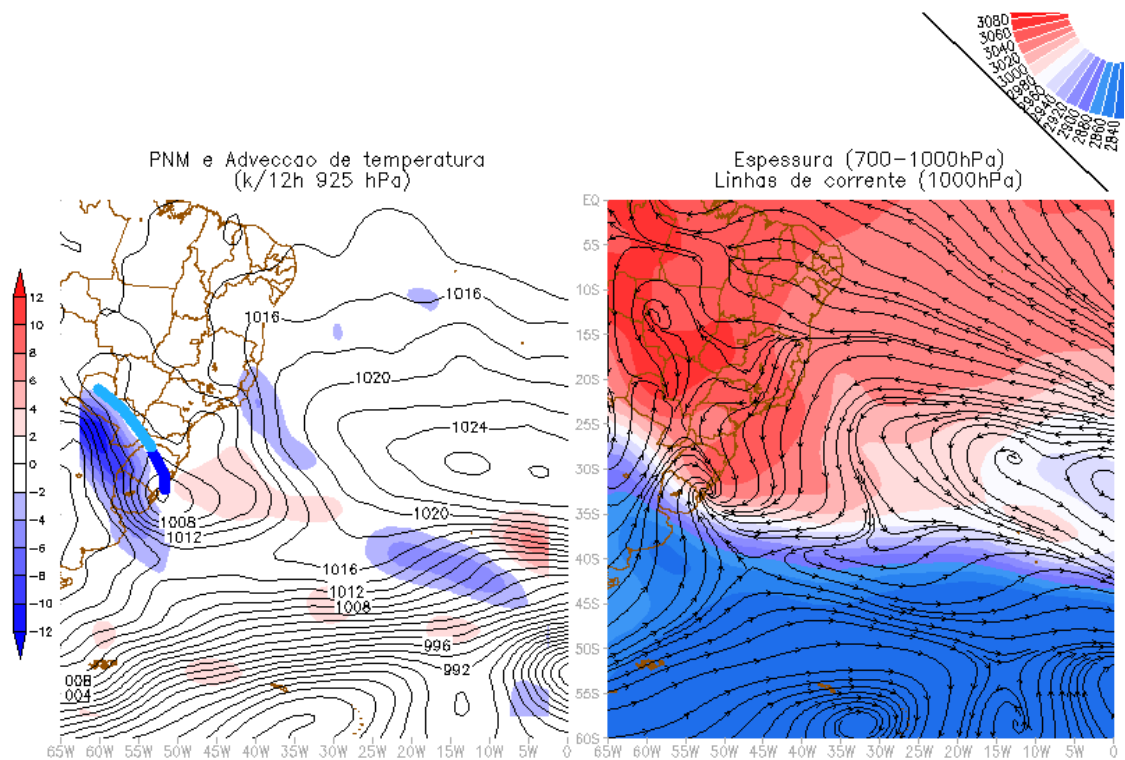 3080
3060
3040
3020
3000
2980
2960
2940
2920
2900
2880
2860
2840
PNM e Adveccao de temperatura
(k/12h 925 hPa)
Espessura (700-1000hPa)
Linhas de corrente (1000hPa)
12
10
8
6
4
2
0
-2
-4
-6
-8
-10
-12
1016
1016
1020
1024
1020
1008
1012
1016
1012
1008
996
992
008
004
65W 60W 55W 50W 45W 40W 35W 30W 25W 20W 15W 10W 5W 0
EQ
5S
10S
15S
20S
25S
30S
35S
40S
45S
50S
55S
60S
65W 60W 55W 50W 45W 40W 35W 30W 25W 20W 15W 10W 5W 0